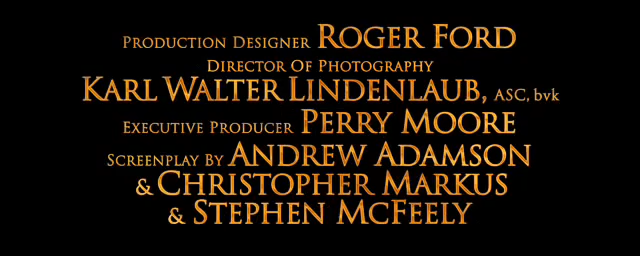 Production Designer Roger Ford
Director Of Photography
Karl Walter Lindenlaub, ASC, bvk
Executive Producer Perry Moore
Screenplay By Andrew Adamson
& Christopher Markus
& Stephen McFeely